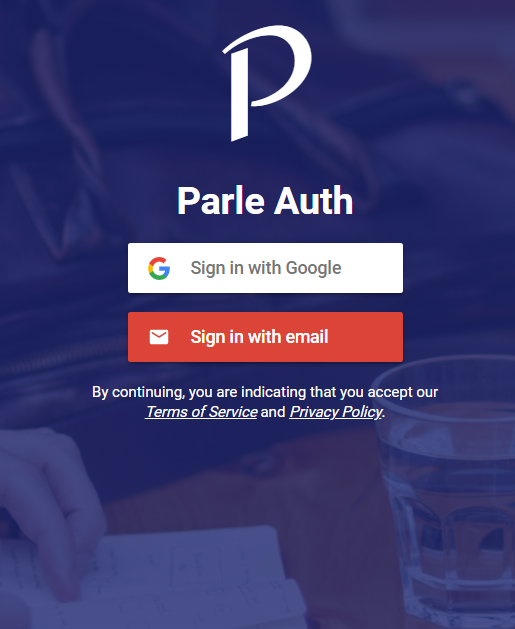 P
Parle Auth
Sign in with Google
Sign in with email
By continuing, you are indicating that you accept our
Terms of Service and Privacy Policy.